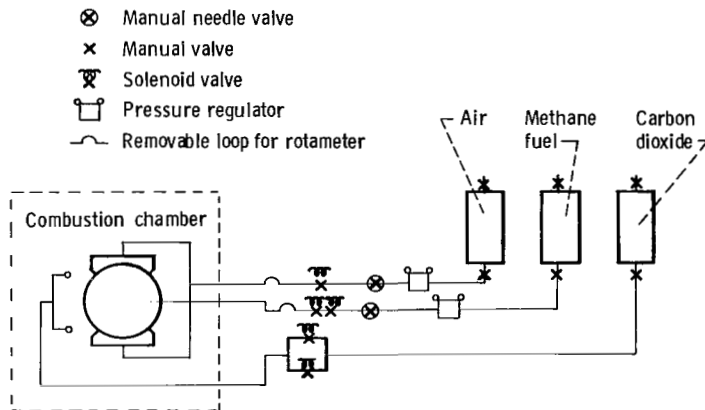 Manual needle valve
Manual valve
Solenoid valve
Pressure regulator
Removable loop for rotameter
Air
Methane
fuel
Carbon
dioxide
Combustion chamber